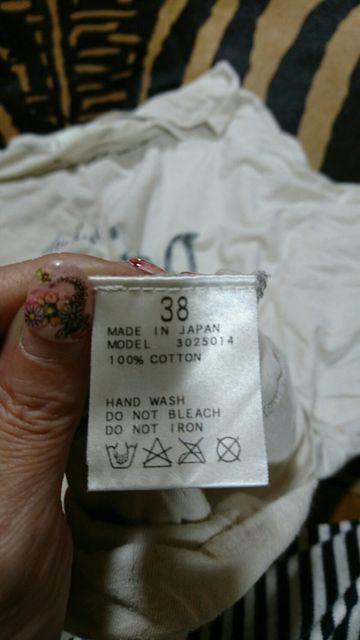 38
MADE IN JAPAN
MODEL 3025014
100% COTTON
HAND WASH
DO NOT BLEACH
DO NOT IRON